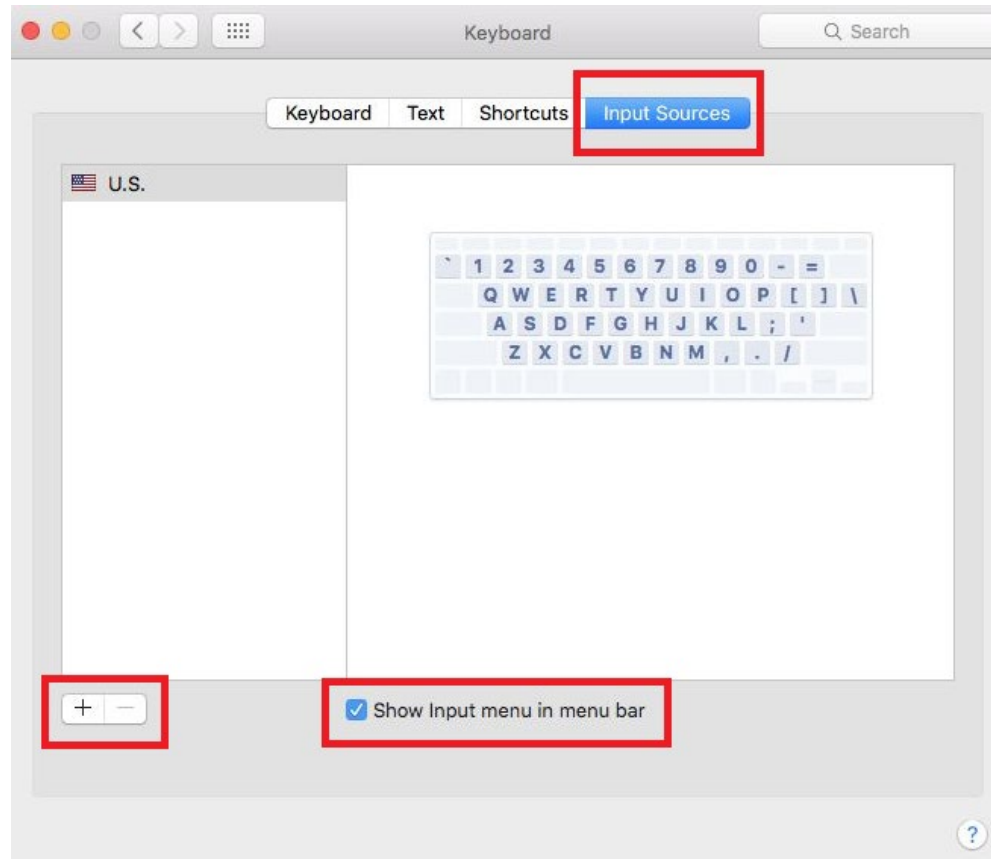 Keyboard
Search
Keyboard Text Shortcuts Input Sources
U.S.
` 1 2 3 4 5 6 7 8 9 0 - =
Q W E R T Y U I O P [ ] \
A S D F G H J K L ; '
Z X C V B N M , . /
+ −
Show Input menu in menu bar
?